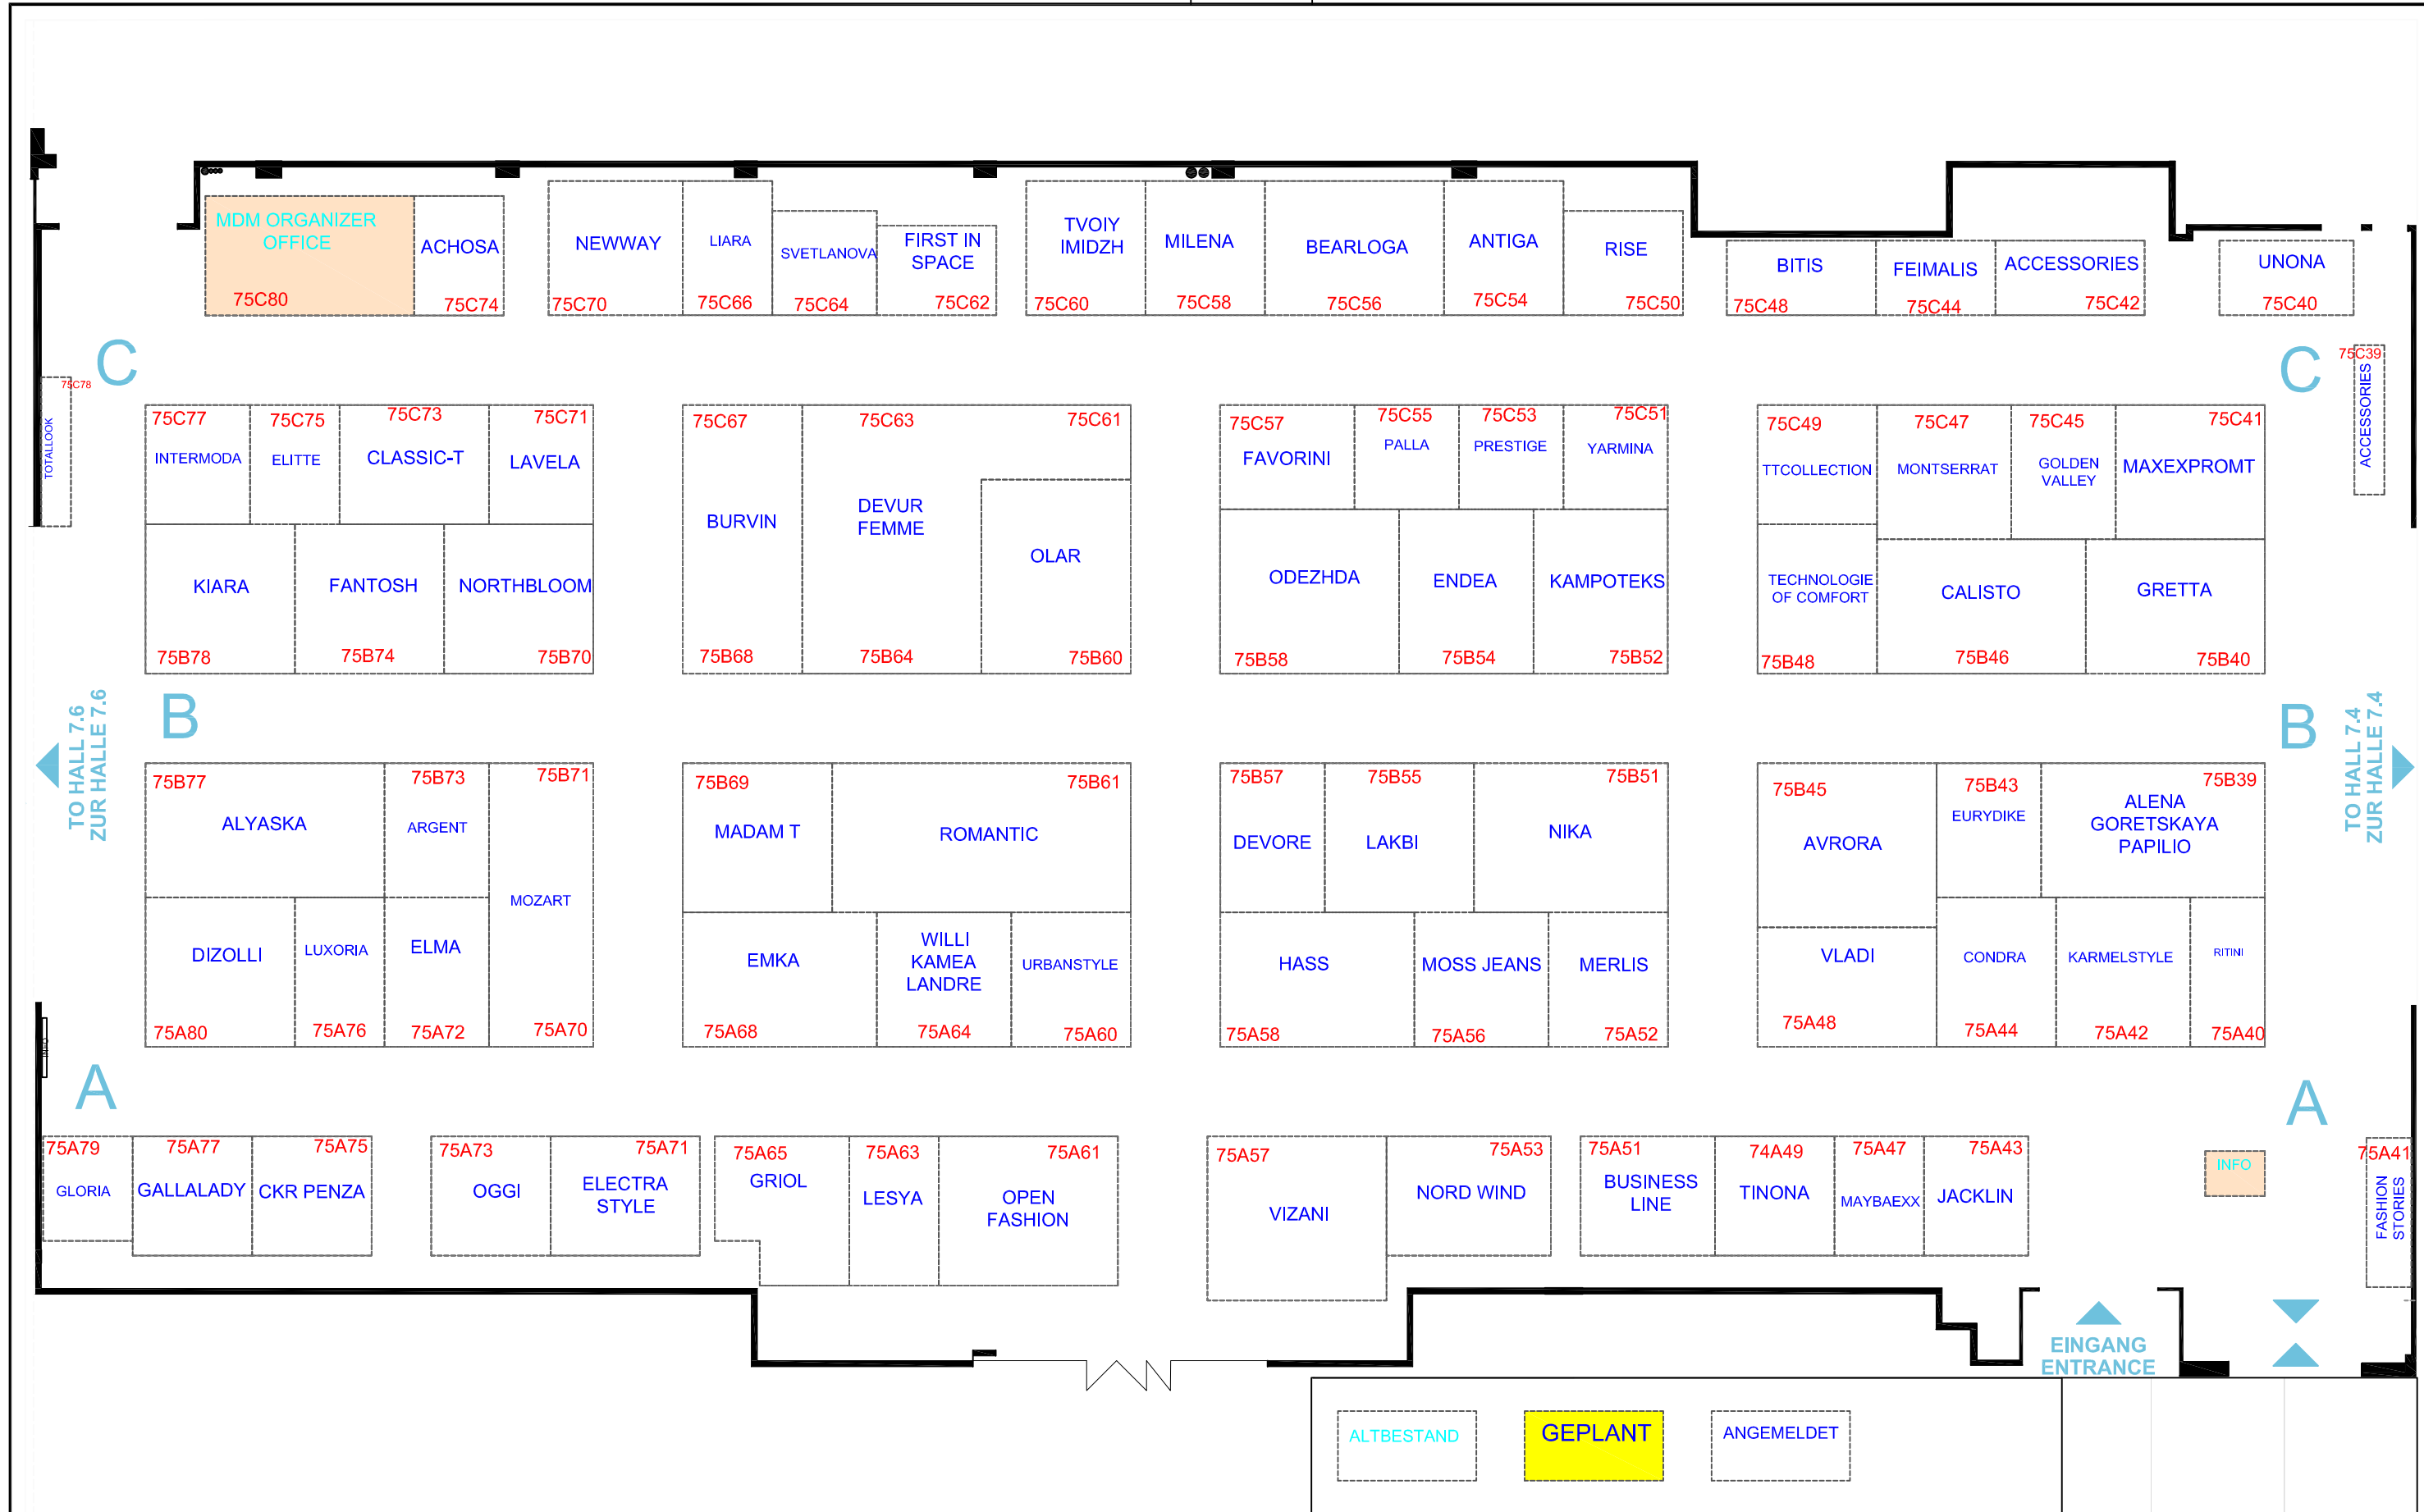 MDM ORGANIZER
OFFICE
75C80
ACHOSA
75C74
NEWWAY
75C70
LIARA
75C66
SVETLANOVA
75C64
FIRST IN
SPACE
75C62
TVOIY
IMIDZH
75C60
MILENA
75C58
BEARLOGA
75C56
ANTIGA
75C54
RISE
75C50
BITIS
75C48
FEIMALIS
75C44
ACCESSORIES
75C42
UNONA
75C40
C
C
75C78
TOTALLOOK
75C39
ACCESSORIES
75C77
INTERMODA
75C75
ELITTE
75C73
CLASSIC-T
75C71
LAVELA
KIARA
75B78
FANTOSH
75B74
NORTHBLOOM
75B70
75C67
BURVIN
75B68
75C63
DEVUR
FEMME
75B64
75C61
OLAR
75B60
75C57
FAVORINI
75C55
PALLA
75C53
PRESTIGE
75C51
YARMINA
ODEZHDA
75B58
ENDEA
75B54
KAMPOTEKS
75B52
75C49
TTCOLLECTION
75C47
MONTSERRAT
75C45
GOLDEN
VALLEY
75C41
MAXEXPROMT
TECHNOLOGIE
OF COMFORT
75B48
CALISTO
75B46
GRETTA
75B40
B
B
TO HALL 7.6
ZUR HALLE 7.6
TO HALL 7.4
ZUR HALLE 7.4
75B77
ALYASKA
75B73
ARGENT
75B71
MOZART
75A70
DIZOLLI
75A80
LUXORIA
75A76
ELMA
75A72
75B69
MADAM T
75B61
ROMANTIC
EMKA
75A68
WILLI
KAMEA
LANDRE
75A64
URBANSTYLE
75A60
75B57
DEVORE
75B55
LAKBI
75B51
NIKA
HASS
75A58
MOSS JEANS
75A56
MERLIS
75A52
75B45
AVRORA
75B43
EURYDIKE
75B39
ALENA
GORETSKAYA
PAPILIO
VLADI
75A48
CONDRA
75A44
KARMELSTYLE
75A42
RITINI
75A40
INFO
A
A
75A79
GLORIA
75A77
GALLALADY
75A75
CKR PENZA
75A73
OGGI
75A71
ELECTRA
STYLE
75A65
GRIOL
75A63
LESYA
75A61
OPEN
FASHION
75A57
VIZANI
75A53
NORD WIND
75A51
BUSINESS
LINE
74A49
TINONA
75A47
MAYBAEXX
75A43
JACKLIN
INFO
75A41
FASHION
STORIES
EINGANG
ENTRANCE
ALTBESTAND
GEPLANT
ANGEMELDET